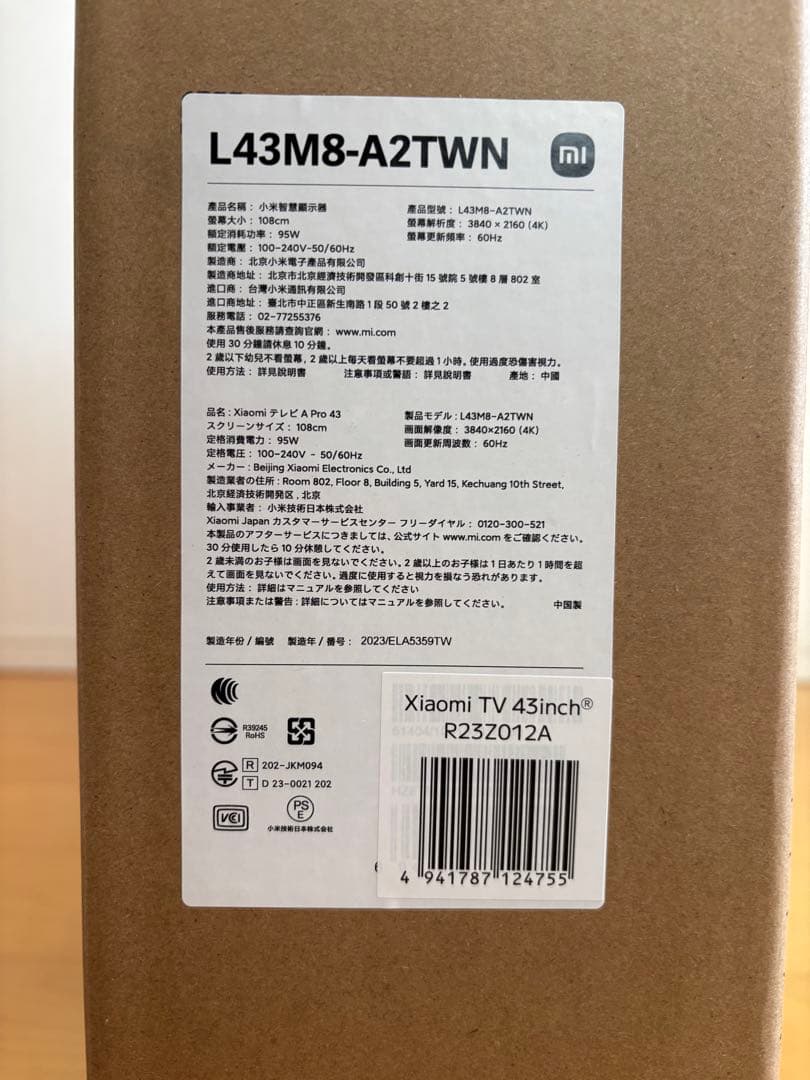 L43M8-A2TWN
mi
產品名稱：小米智慧顯示器
產品型號：L43M8-A2TWN
螢幕大小：108cm
螢幕解析度：3840 × 2160 (4K)
額定消耗功率：95W
螢幕更新頻率：60Hz
額定電壓：100-240V-50/60Hz
製造商：北京小米電子產品有限公司
製造商地址：北京市北京經濟技術開發區科創十街 15 號院 5 號樓 8 層 802 室
進口商：台灣小米通訊有限公司
進口商地址：臺北市中正區新生南路 1 段 50 號 2 樓之 2
服務電話：02-77255376
本產品售後服務請查詢官網：www.mi.com
使用 30 分鐘請休息 10 分鐘。
2 歲以下幼兒不看螢幕，2 歲以上每天看螢幕不要超過 1 小時。使用過度恐傷害視力。
使用方法：詳見說明書 注意事項或警語：詳見說明書 產地：中國
品名：Xiaomi テレビ A Pro 43
製品モデル：L43M8-A2TWN
スクリーンサイズ：108cm
画面解像度：3840×2160 (4K)
定格消費電力：95W
画面更新周波数：60Hz
定格電圧：100-240V - 50/60Hz
メーカー：Beijing Xiaomi Electronics Co., Ltd
製造業者の住所：Room 802, Floor 8, Building 5, Yard 15, Kechuang 10th Street,
北京経済技術開発区 , 北京
輸入事業者：小米技術日本株式会社
Xiaomi Japan カスタマーサービスセンター フリーダイヤル：0120-300-521
本製品のアフターサービスにつきましては、公式サイト www.mi.com をご確認ください。
30 分使用したら 10 分休憩してください。
2 歳未満のお子様は画面を見ないでください。2 歳以上のお子様は 1 日あたり 1 時間を超
えて画面を見ないでください。過度に使用すると視力を損なう恐れがあります。
使用方法：詳細はマニュアルを参照してください
注意事項または警告：詳細についてはマニュアルを参照してください。 中国製
製造年份 / 編號 製造年 / 番号：2023/ELA5359TW
R39245
RoHS
R 202-JKM094
T D 23-0021 202
VCI
PS
E
小米技術日本株式会社
Xiaomi TV 43inch®
R23Z012A
4 941787 124755